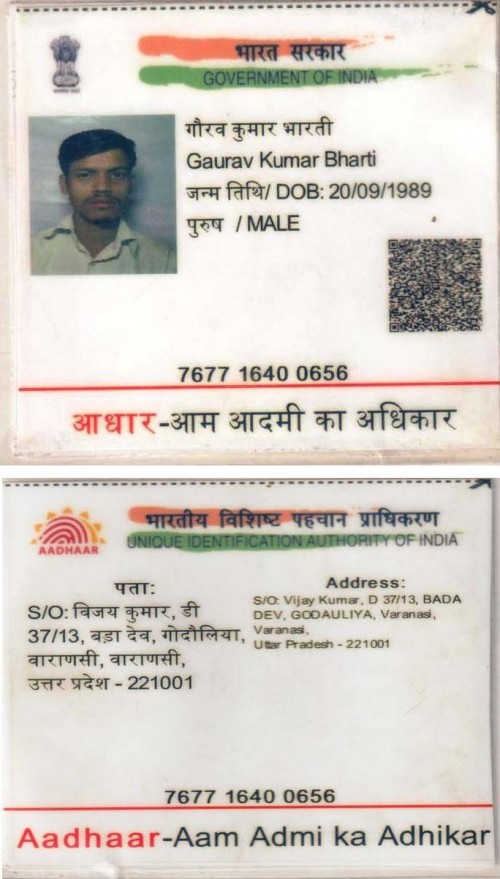 भारत सरकार
GOVERNMENT OF INDIA
गौरव कुमार भारती
Gaurav Kumar Bharti
जन्म तिथि/ DOB: 20/09/1989
पुरुष / MALE
7677 1640 0656
आधार-आम आदमी का अधिकार
भारतीय विशिष्ट पहचान प्राधिकरण
AADHAAR
UNIQUE IDENTIFICATION AUTHORITY OF INDIA
पता:
S/O: विजय कुमार, डी
37/13, बड़ा देव, गोदौलिया,
वाराणसी, वाराणसी,
उत्तर प्रदेश - 221001
Address:
S/O: Vijay Kumar, D 37/13, BADA
DEV, GODAULIYA, Varanasi,
Varanasi,
Uttar Pradesh - 221001
7677 1640 0656
Aadhaar-Aam Admi ka Adhikar